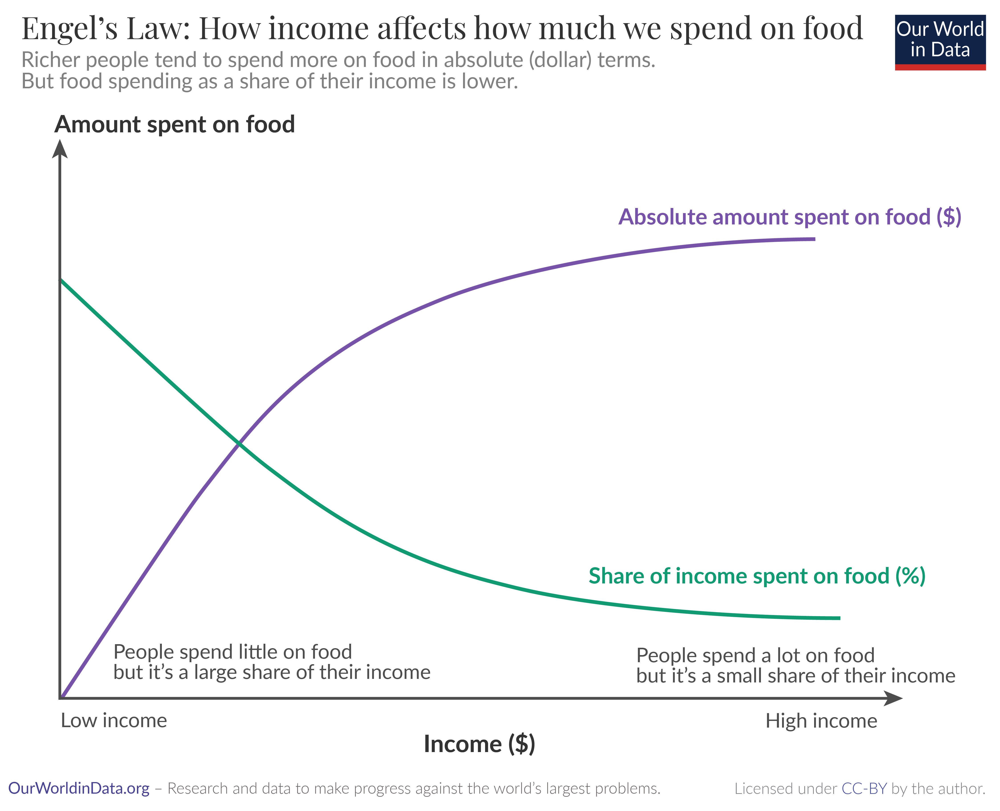 Engel’s Law: How income affects how much we spend on food
Our World
in Data
Richer people tend to spend more on food in absolute (dollar) terms.
But food spending as a share of their income is lower.
Amount spent on food
Absolute amount spent on food ($)
Share of income spent on food (%)
People spend little on food
but it’s a large share of their income
People spend a lot on food
but it’s a small share of their income
Low income
High income
Income ($)
OurWorldinData.org – Research and data to make progress against the world’s largest problems.
Licensed under CC-BY by the author.